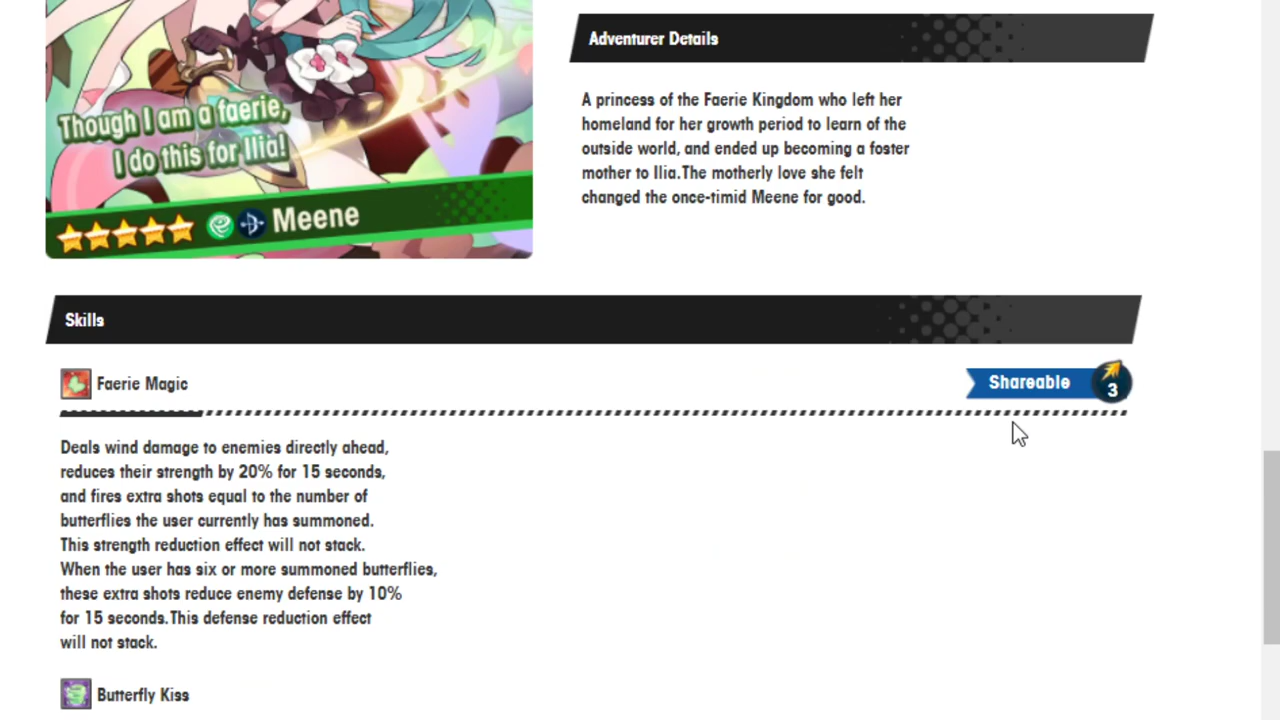 Adventurer Details
A princess of the Faerie Kingdom who left her
homeland for her growth period to learn of the
outside world, and ended up becoming a foster
mother to Ilia.The motherly love she felt
changed the once-timid Meene for good.
Though I am a faerie,
I do this for Ilia!
Meene
Skills
Faerie Magic
Shareable 3
Deals wind damage to enemies directly ahead,
reduces their strength by 20% for 15 seconds,
and fires extra shots equal to the number of
butterflies the user currently has summoned.
This strength reduction effect will not stack.
When the user has six or more summoned butterflies,
these extra shots reduce enemy defense by 10%
for 15 seconds.This defense reduction effect
will not stack.
Butterfly Kiss